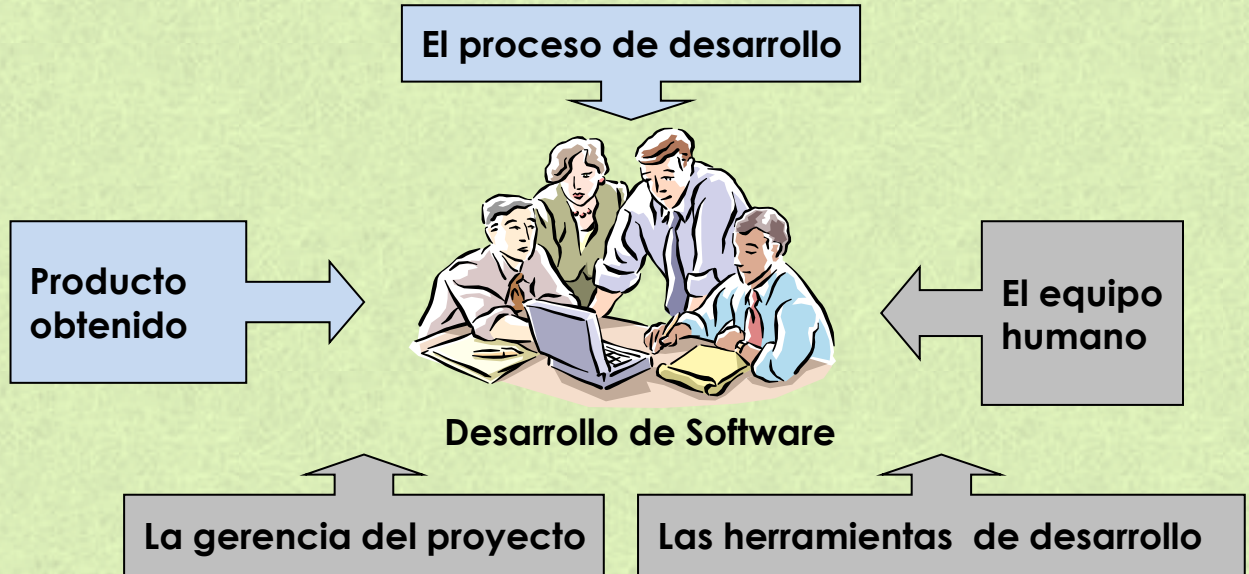 El proceso de desarrollo
Producto
obtenido
El equipo
humano
Desarrollo de Software
La gerencia del proyecto
Las herramientas  de desarrollo